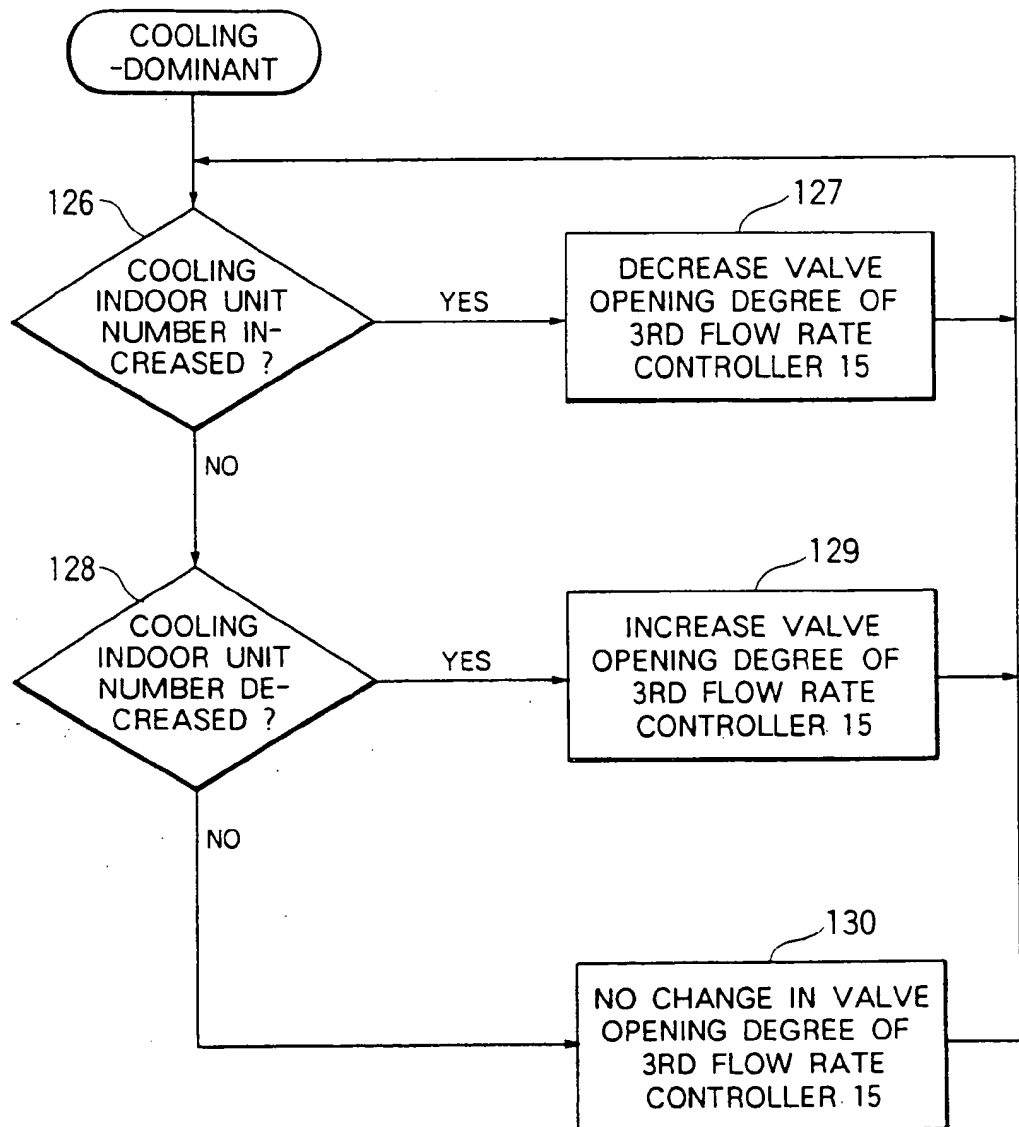 COOLING
-DOMINANT
126
COOLING
INDOOR UNIT
NUMBER IN-
CREASED ?
YES
127
DECREASE VALVE
OPENING DEGREE OF
3RD FLOW RATE
CONTROLLER 15
NO
128
COOLING
INDOOR UNIT
NUMBER DE-
CREASED ?
YES
129
INCREASE VALVE
OPENING DEGREE OF
3RD FLOW RATE
CONTROLLER 15
NO
130
NO CHANGE IN VALVE
OPENING DEGREE OF
3RD FLOW RATE
CONTROLLER 15